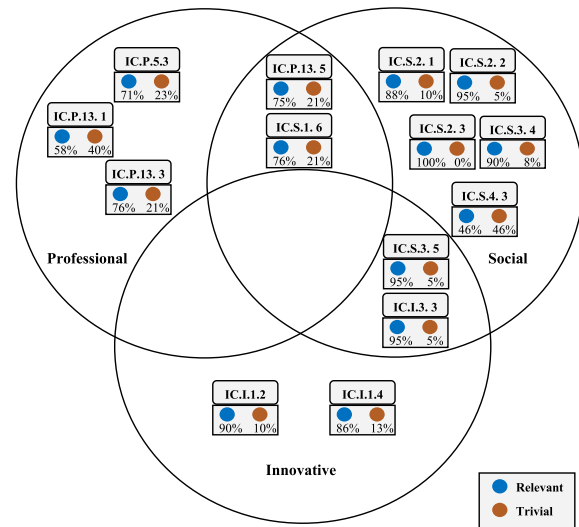 IC.P.5.3
71% 23%
IC.P.13. 1
58% 40%
IC.P.13. 3
76% 21%
Professional
IC.P.13. 5
75% 21%
IC.S.1. 6
76% 21%
IC.S.2. 1
88% 10%
IC.S.2. 2
95% 5%
IC.S.2. 3
100% 0%
IC.S.3. 4
90% 8%
IC.S.4. 3
46% 46%
Social
IC.S.3. 5
95% 5%
IC.I.3. 3
95% 5%
IC.I.1.2
90% 10%
IC.I.1.4
86% 13%
Innovative
Relevant
Trivial